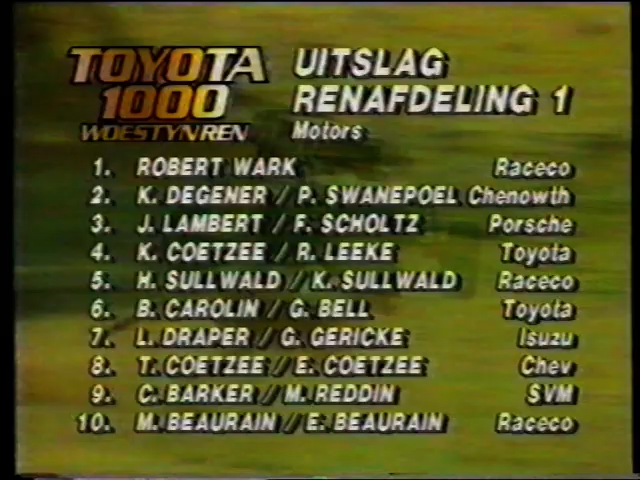 TOYOTA
1000
WOESTYNREN
UITSLAG
RENAFDELING 1
Motors
1. ROBERT WARK Raceco
2. K. DEGENER / P. SWANEPOEL Chenowth
3. J. LAMBERT / F. SCHOLTZ Porsche
4. K. COETZEE / R. LEEKE Toyota
5. H. SULLWALD / K. SULLWALD Raceco
6. B. CAROLIN / G. BELL Toyota
7. L. DRAPER / G. GERICKE Isuzu
8. T. COETZEE / E. COETZEE Chev
9. C. BARKER / M. REDDIN SVM
10. M. BEAURAIN / E. BEAURAIN Raceco